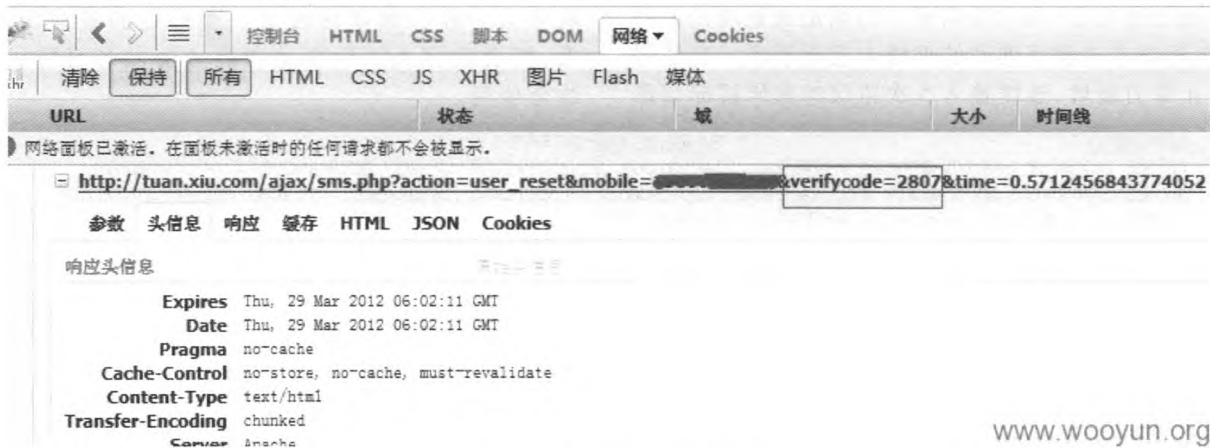 控制台 HTML CSS 脚本 DOM 网络 Cookies
清除 保持 所有 HTML CSS JS XHR 图片 Flash 媒体
URL 状态 域 大小 时间线
网络面板已激活. 在面板未激活时的任何请求都不会被显示.
http://tuan.xiu.com/ajax/sms.php?action=user_reset&mobile= &verifycode=2807&time=0.5712456843774052
参数 头信息 响应 缓存 HTML JSON Cookies
响应头信息
Expires Thu, 29 Mar 2012 06:02:11 GMT
Date Thu, 29 Mar 2012 06:02:11 GMT
Pragma no-cache
Cache-Control no-store, no-cache, must-revalidate
Content-Type text/html
Transfer-Encoding chunked
Server Apache
www.wooyun.org